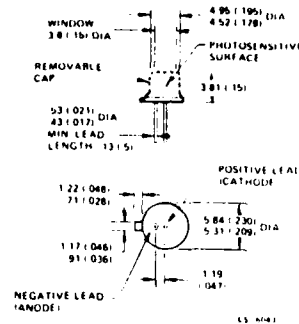 WINDOW
3.8 (.15) DIA
4.95 (.195)
4.52 (.178) DIA
PHOTOSENSITIVE
SURFACE
REMOVABLE
CAP
3.81 (.15)
53 (.021)
43 (.017) DIA
MIN LEAD
LENGTH 13 (.5)
POSITIVE LEAD
(CATHODE
1.22 (.048)
.71 (.028)
5.84 (.230)
5.31 (.209) DIA
1.17 (.046)
.91 (.036)
1.19
(.047)
NEGATIVE LEAD
(ANODE)